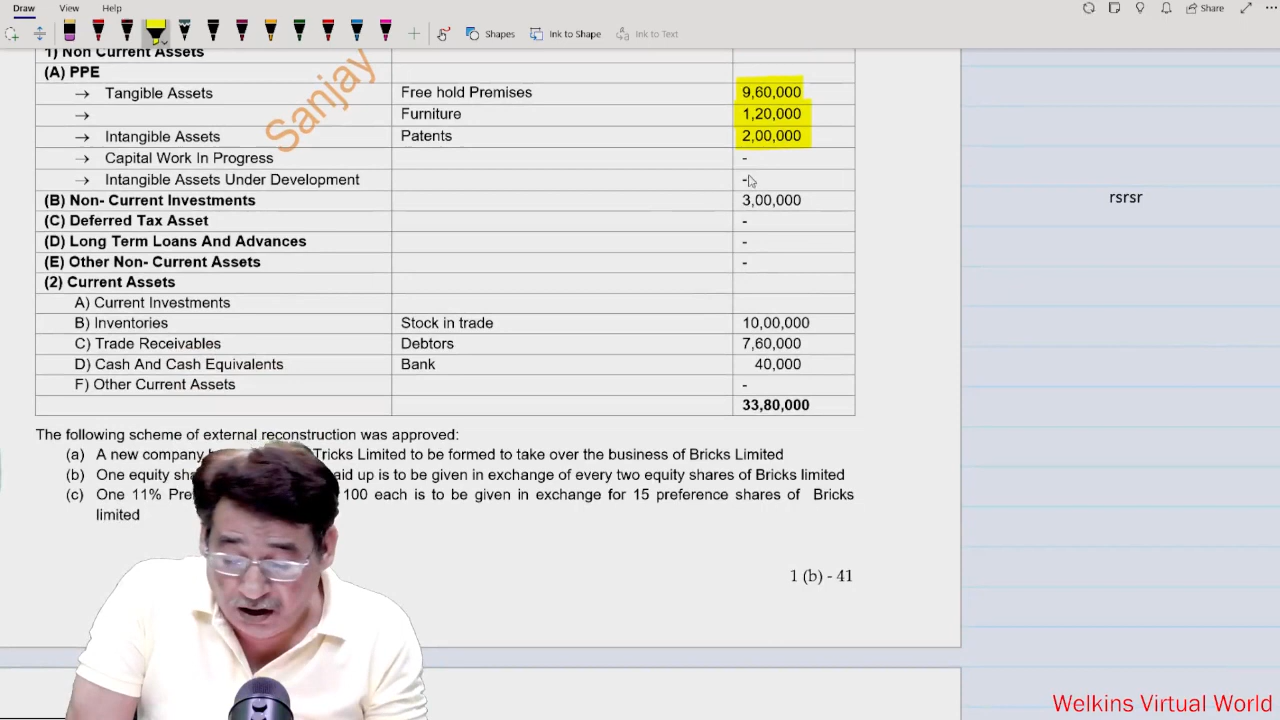 Draw View Help
Shapes Ink to Shape Ink to Text Share
1) Non Current Assets
(A) PPE
→ Tangible Assets Free hold Premises 9,60,000
→ Furniture 1,20,000
→ Intangible Assets Patents 2,00,000
→ Capital Work In Progress -
→ Intangible Assets Under Development -
(B) Non- Current Investments 3,00,000
(C) Deferred Tax Asset -
(D) Long Term Loans And Advances -
(E) Other Non- Current Assets -
(2) Current Assets
A) Current Investments
B) Inventories Stock in trade 10,00,000
C) Trade Receivables Debtors 7,60,000
D) Cash And Cash Equivalents Bank 40,000
F) Other Current Assets -
33,80,000
Sanjay
rsrsr
The following scheme of external reconstruction was approved:
(a) A new company Tricks Limited to be formed to take over the business of Bricks Limited
(b) One equity paid up is to be given in exchange of every two equity shares of Bricks limited
(c) One 11% 100 each is to be given in exchange for 15 preference shares of Bricks
limited
1 (b) - 41
Welkins Virtual World